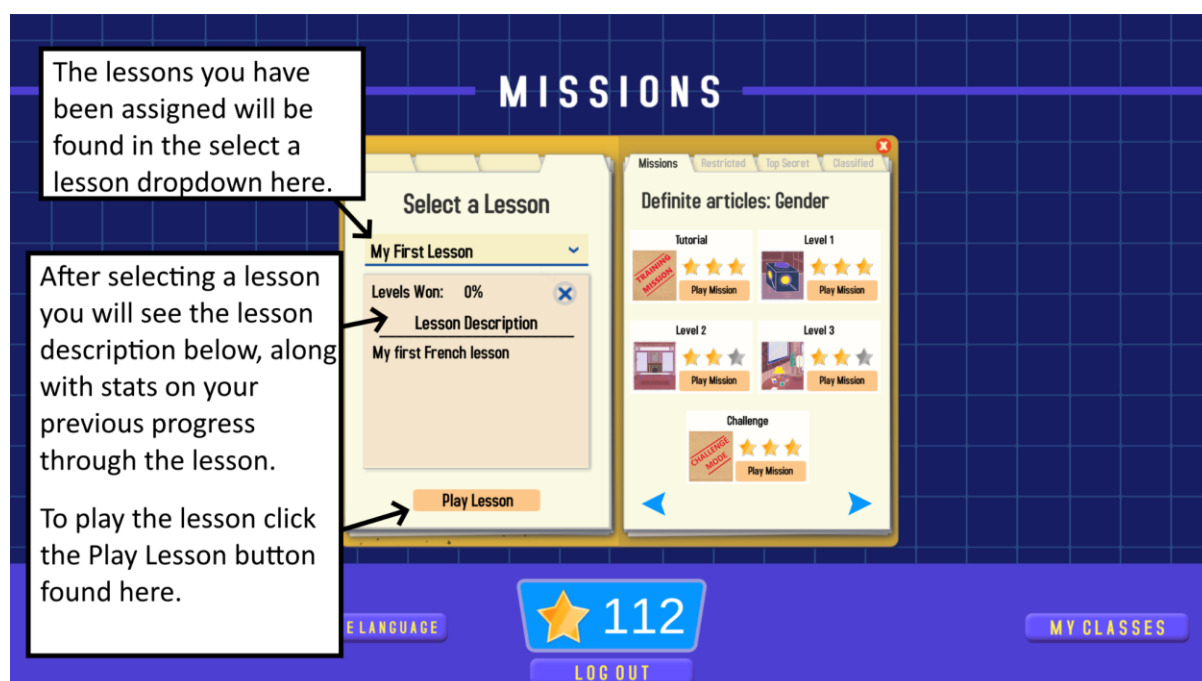 The lessons you have
been assigned will be
found in the select a
lesson dropdown here.
MISSIONS
Select a Lesson
My First Lesson
Levels Won: 0%
Lesson Description
My first French lesson
Play Lesson
After selecting a lesson
you will see the lesson
description below, along
with stats on your
previous progress
through the lesson.
To play the lesson click
the Play Lesson button
found here.
Missions Restricted Top Secret Classified
Definite articles: Gender
Tutorial
TRAINING
MISSION
Play Mission
Level 1
Play Mission
Level 2
Play Mission
Level 3
Play Mission
Challenge
CHALLENGE
MODE
Play Mission
E LANGUAGE
112
LOG OUT
MY CLASSES